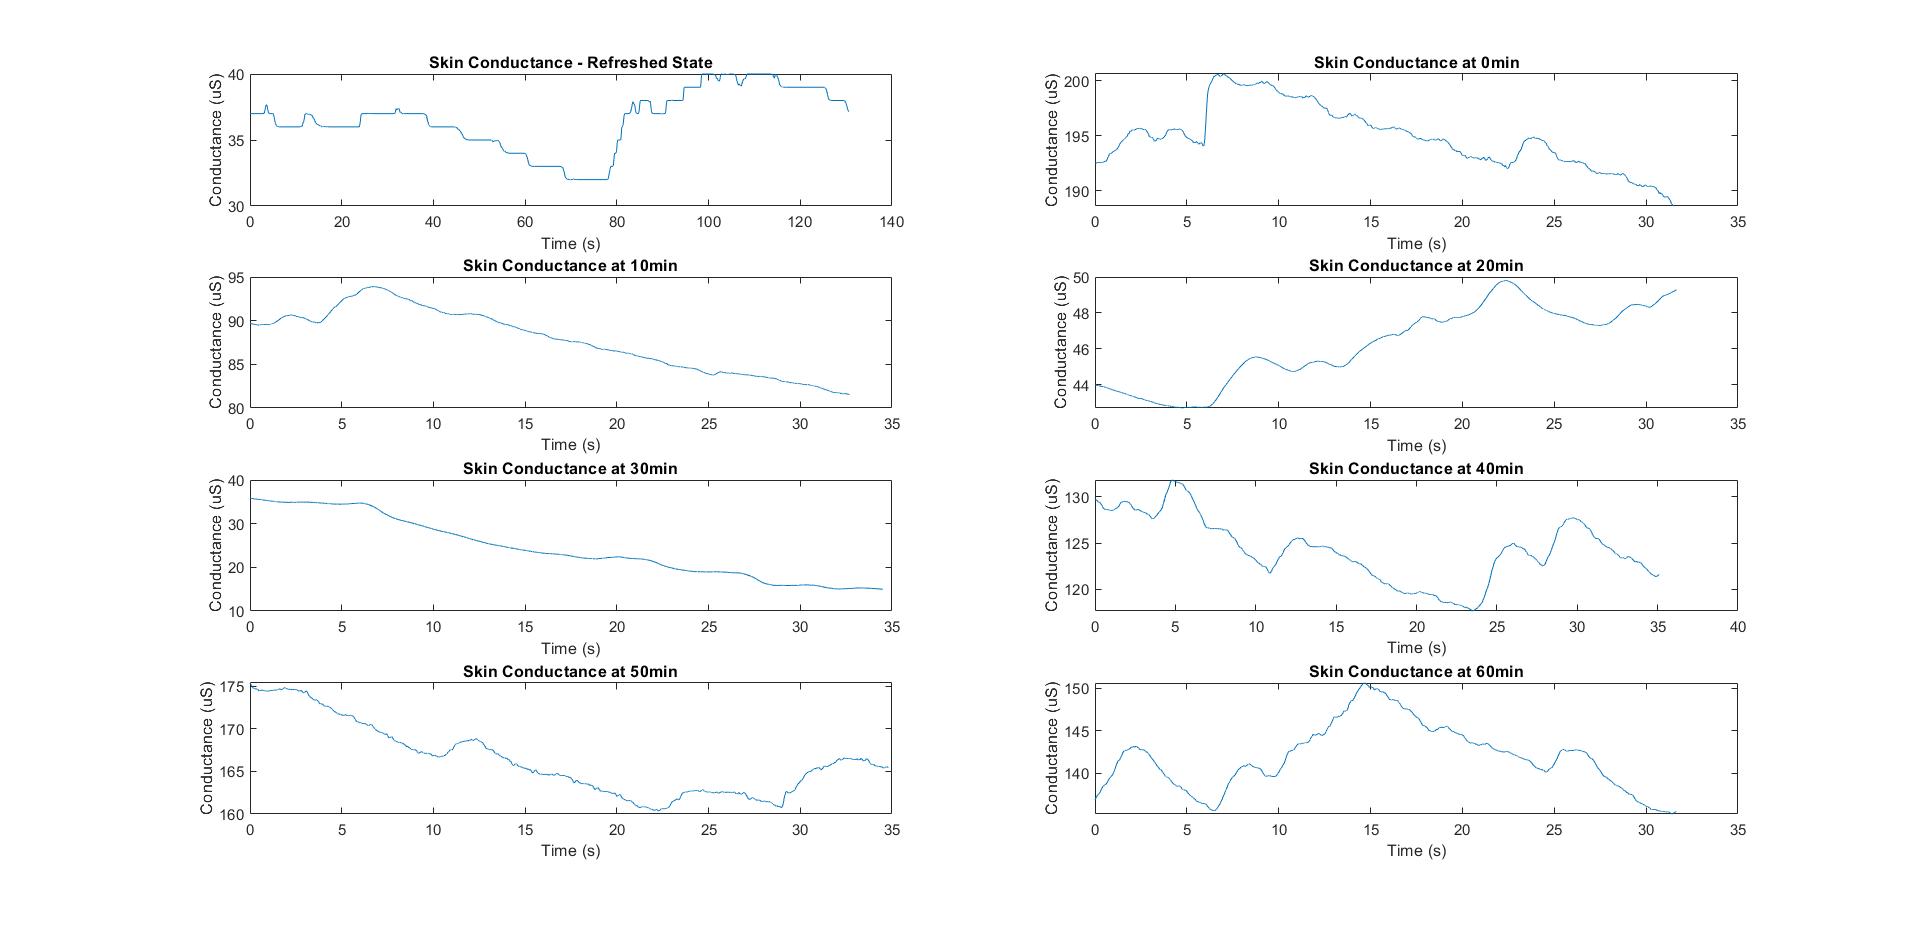 Skin Conductance - Refreshed State
Conductance (uS)
40
35
30
0 20 40 60 80 100 120 140
Time (s)
Skin Conductance at 0min
Conductance (uS)
200
195
190
0 5 10 15 20 25 30 35
Time (s)
Skin Conductance at 10min
Conductance (uS)
95
90
85
80
0 5 10 15 20 25 30 35
Time (s)
Skin Conductance at 20min
Conductance (uS)
50
48
46
44
0 5 10 15 20 25 30 35
Time (s)
Skin Conductance at 30min
Conductance (uS)
40
30
20
10
0 5 10 15 20 25 30 35
Time (s)
Skin Conductance at 40min
Conductance (uS)
130
125
120
0 5 10 15 20 25 30 35 40
Time (s)
Skin Conductance at 50min
Conductance (uS)
175
170
165
160
0 5 10 15 20 25 30 35
Time (s)
Skin Conductance at 60min
Conductance (uS)
150
145
140
0 5 10 15 20 25 30 35
Time (s)